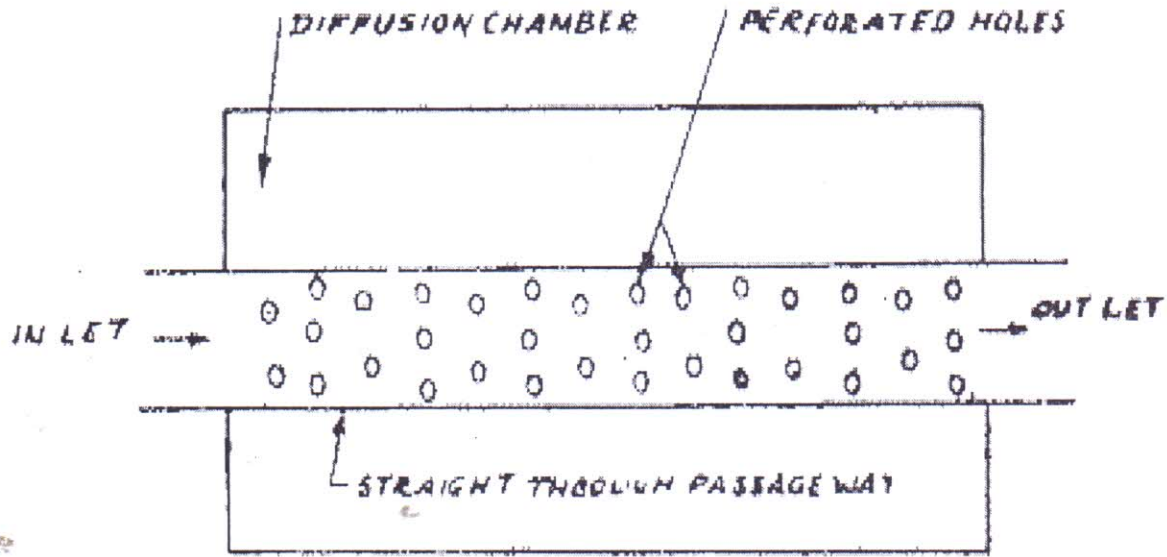 DIFFUSION CHAMBER
PERFORATED HOLES
IN LET
OUT LET
STRAIGHT THROUGH PASSAGE WAY